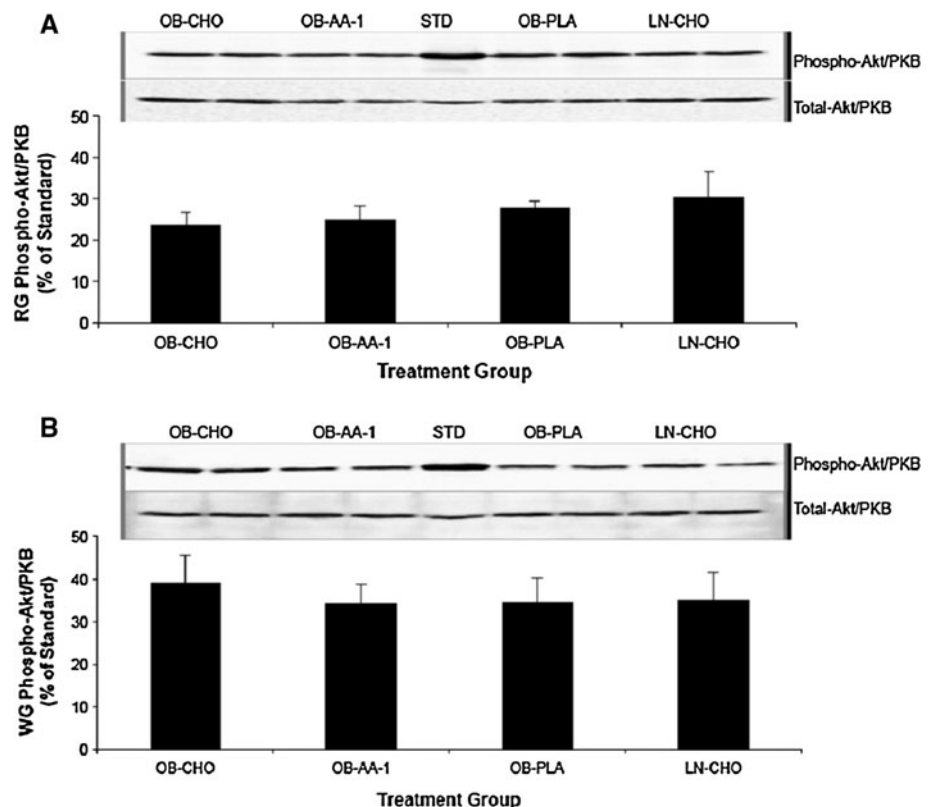 A
OB-CHO OB-AA-1 STD OB-PLA LN-CHO
Phospho-Akt/PKB
Total-Akt/PKB
RG Phospho-Akt/PKB
(% of Standard)
50
40
30
20
10
0
OB-CHO OB-AA-1 OB-PLA LN-CHO
Treatment Group
B
OB-CHO OB-AA-1 STD OB-PLA LN-CHO
Phospho-Akt/PKB
Total-Akt/PKB
WG Phospho-Akt/PKB
(% of Standard)
50
40
30
20
10
0
OB-CHO OB-AA-1 OB-PLA LN-CHO
Treatment Group